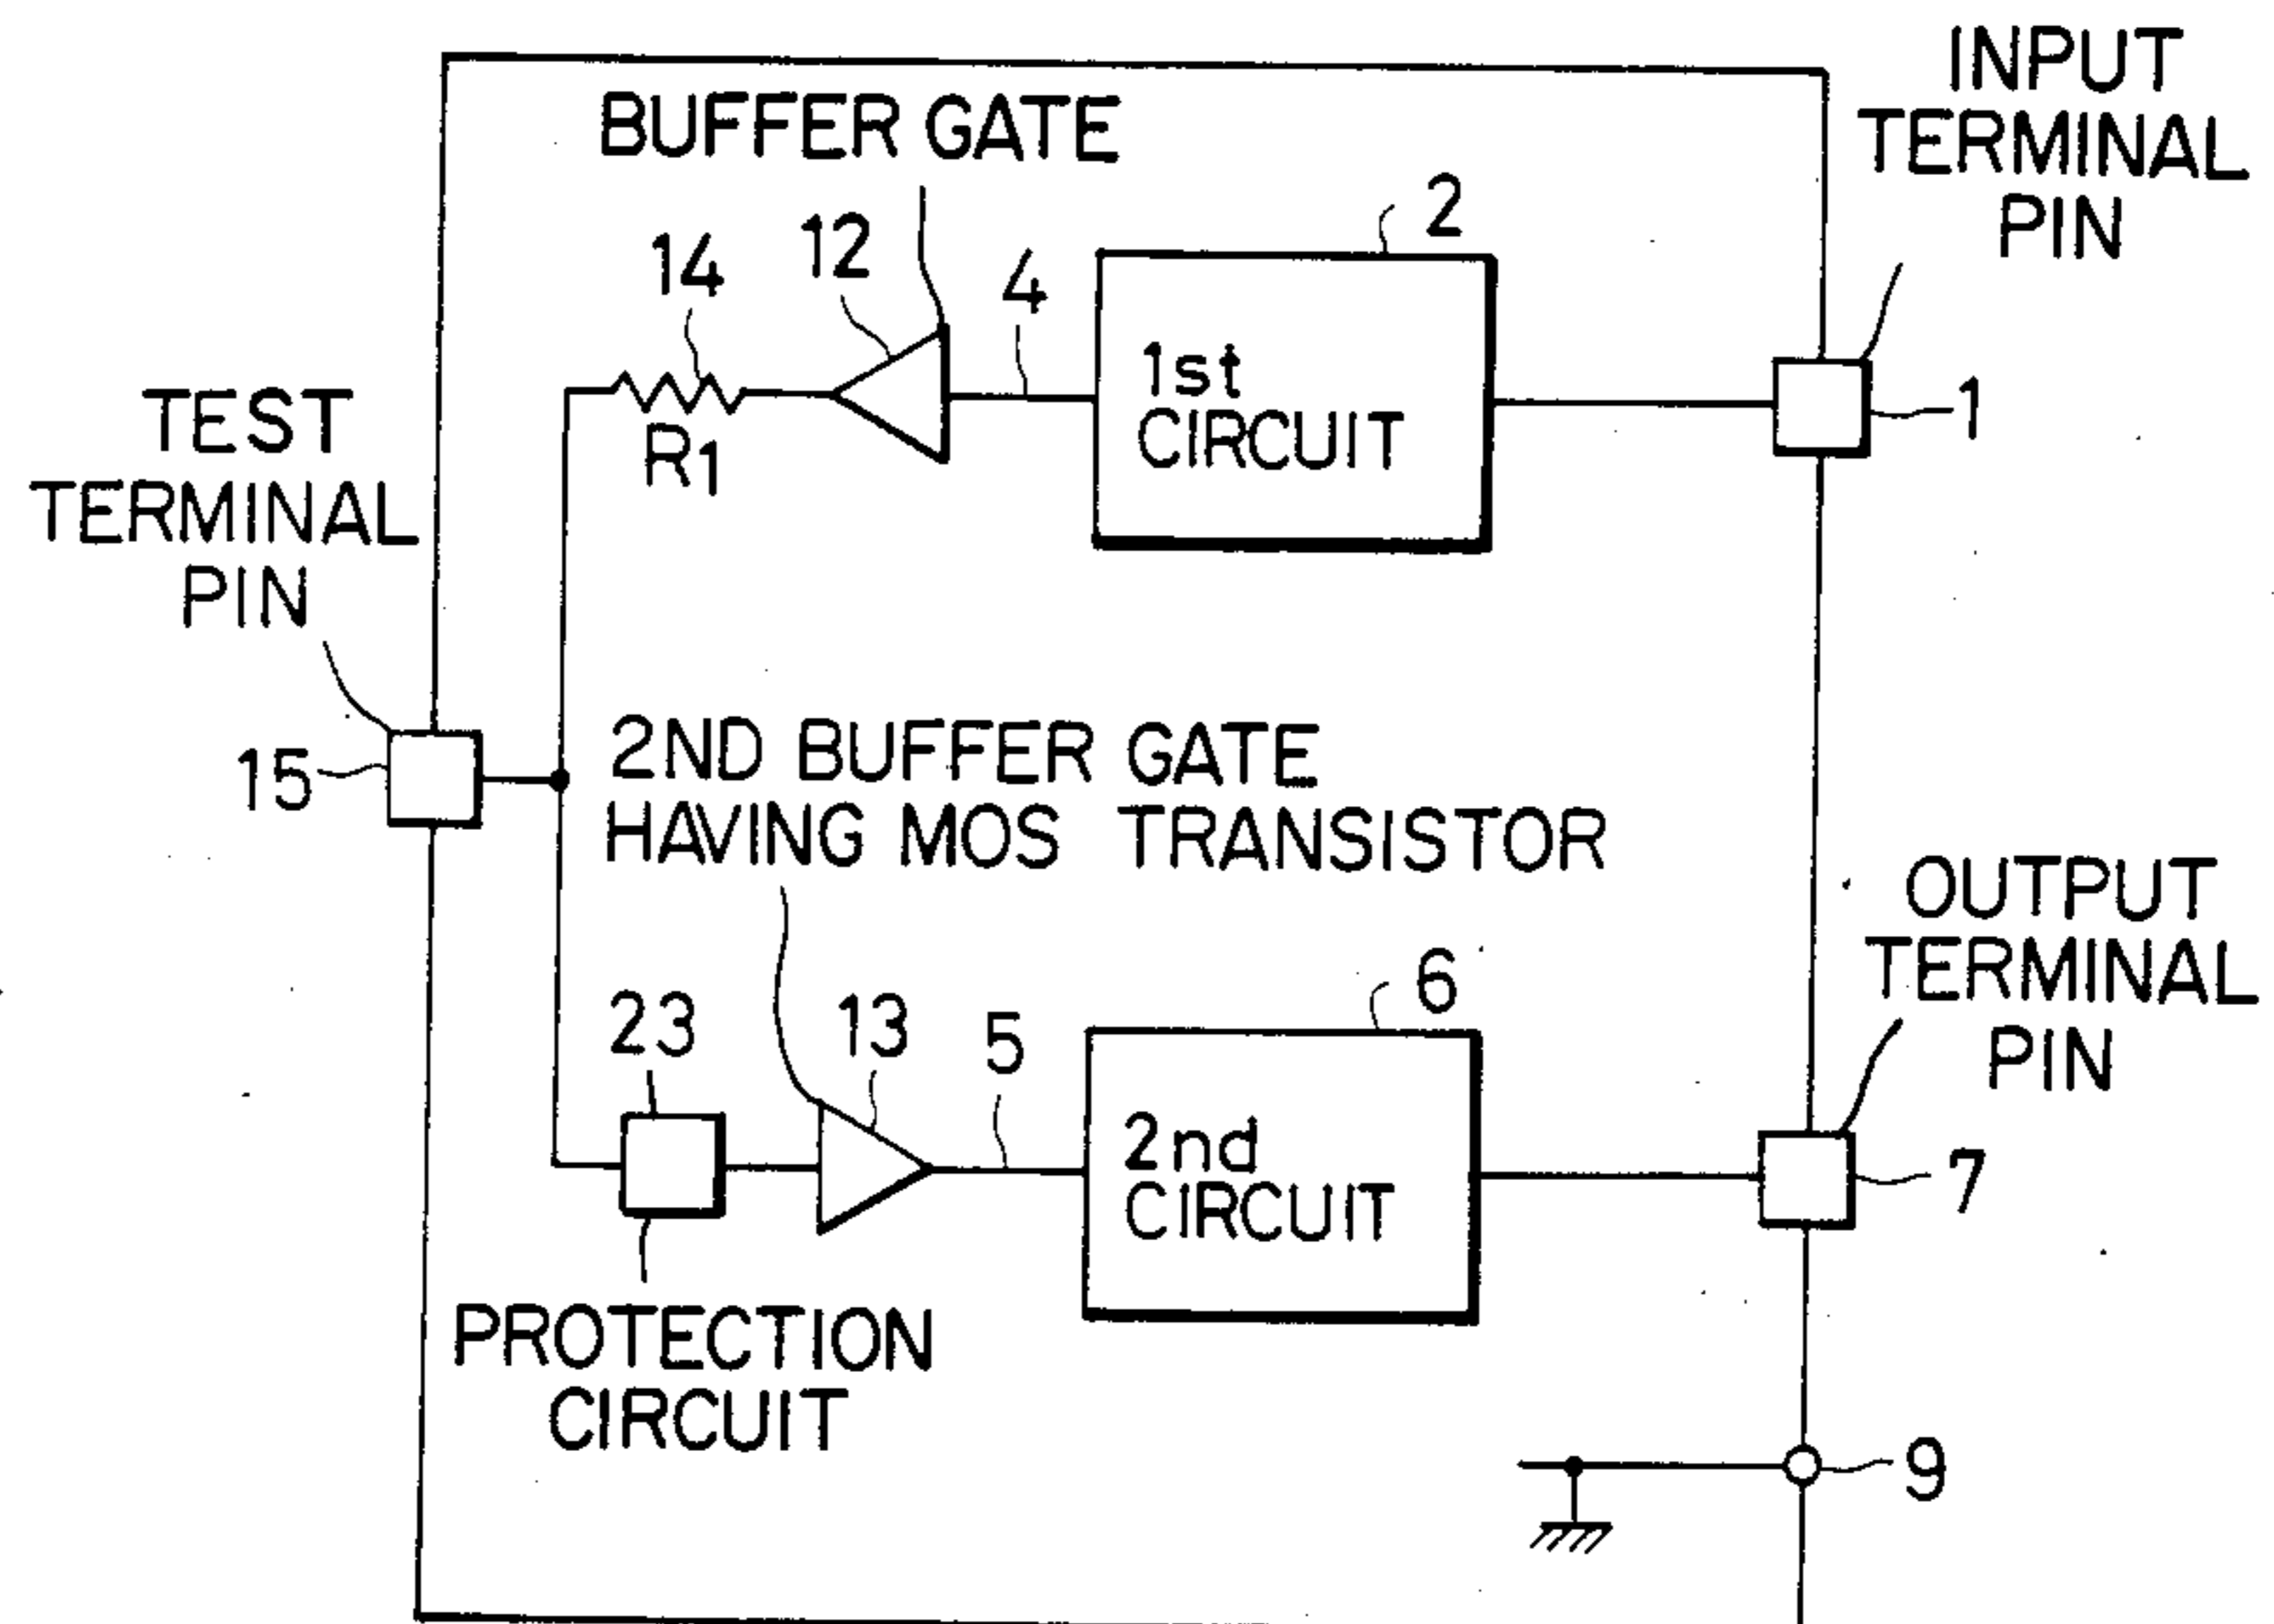 INPUT
TERMINAL
PIN
BUFFER GATE
2
12
14
4
1st
CIRCUIT
R1
1
TEST
TERMINAL
PIN
15
2ND BUFFER GATE
HAVING MOS TRANSISTOR
OUTPUT
TERMINAL
PIN
6
23
13
5
2nd
CIRCUIT
7
PROTECTION
CIRCUIT
9